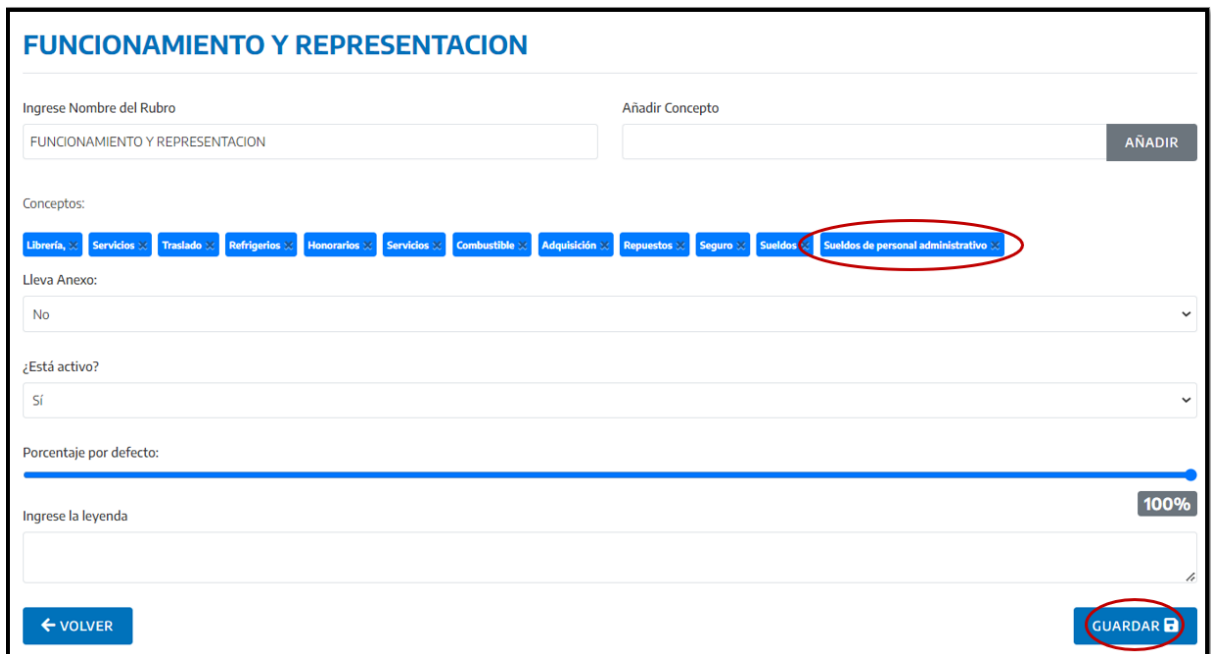 FUNCIONAMIENTO Y REPRESENTACION
Ingrese Nombre del Rubro
Añadir Concepto
FUNCIONAMIENTO Y REPRESENTACION
AÑADIR
Conceptos:
Librería, × Servicios × Traslado × Refrigerios × Honorarios × Servicios × Combustible × Adquisición × Repuestos × Seguro × Sueldos × Sueldos de personal administrativo ×
Lleva Anexo:
No
¿Está activo?
Sí
Porcentaje por defecto:
100%
Ingrese la leyenda
VOLVER
GUARDAR